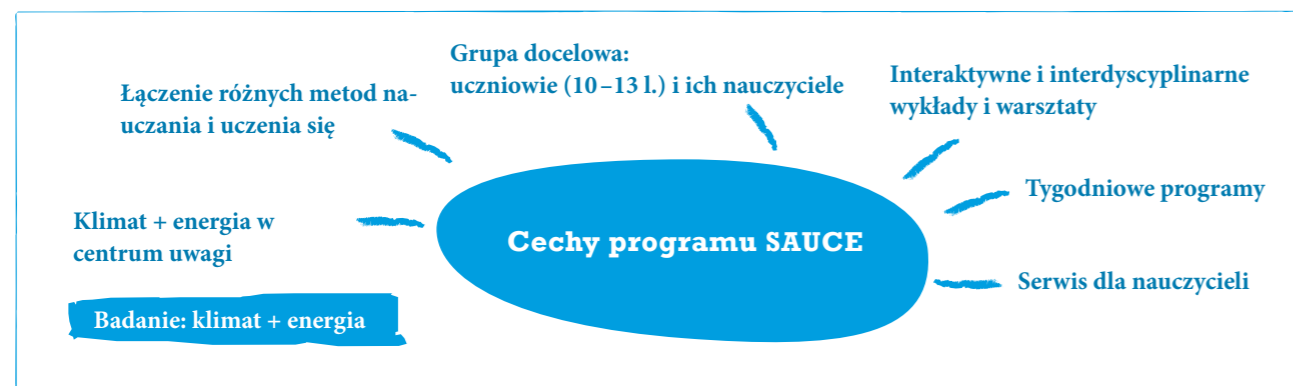 Grupa docelowa:
uczniowie (10–13 l.) i ich nauczyciele
Łączenie różnych metod na-
uczania i uczenia się
Interaktywne i interdyscyplinarne
wykłady i warsztaty
Tygodniowe programy
Klimat + energia w
centrum uwagi
Cechy programu SAUCE
Serwis dla nauczycieli
Badanie: klimat + energia